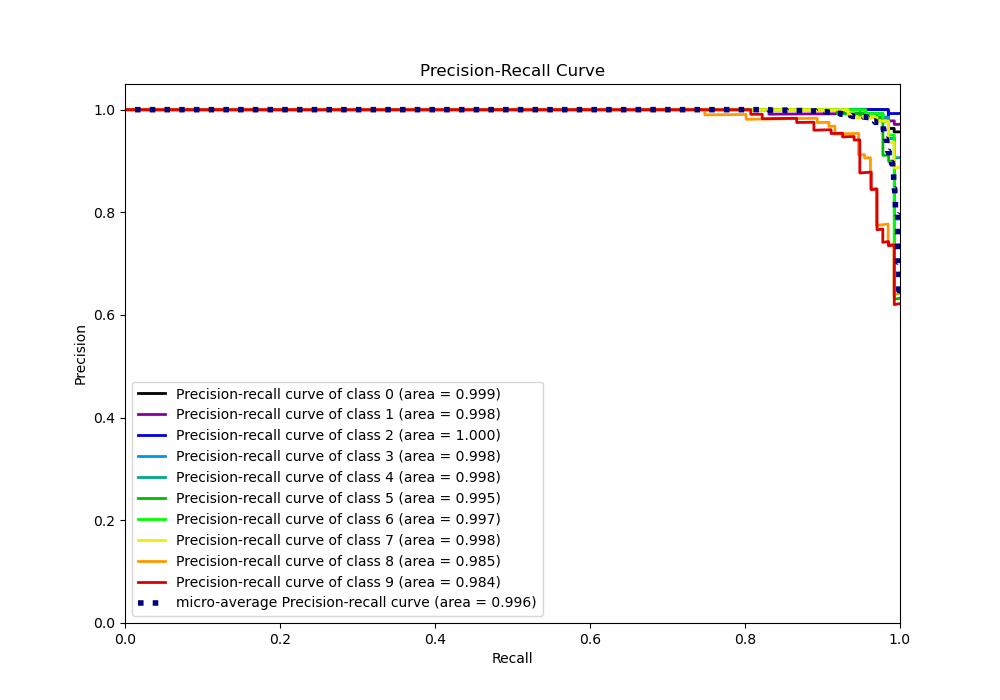 Precision-Recall Curve
Precision
1.0
0.8
0.6
0.4
0.2
0.0
Precision-recall curve of class 0 (area = 0.999)
Precision-recall curve of class 1 (area = 0.998)
Precision-recall curve of class 2 (area = 1.000)
Precision-recall curve of class 3 (area = 0.998)
Precision-recall curve of class 4 (area = 0.998)
Precision-recall curve of class 5 (area = 0.995)
Precision-recall curve of class 6 (area = 0.997)
Precision-recall curve of class 7 (area = 0.998)
Precision-recall curve of class 8 (area = 0.985)
Precision-recall curve of class 9 (area = 0.984)
micro-average Precision-recall curve (area = 0.996)
0.0 0.2 0.4 0.6 0.8 1.0
Recall